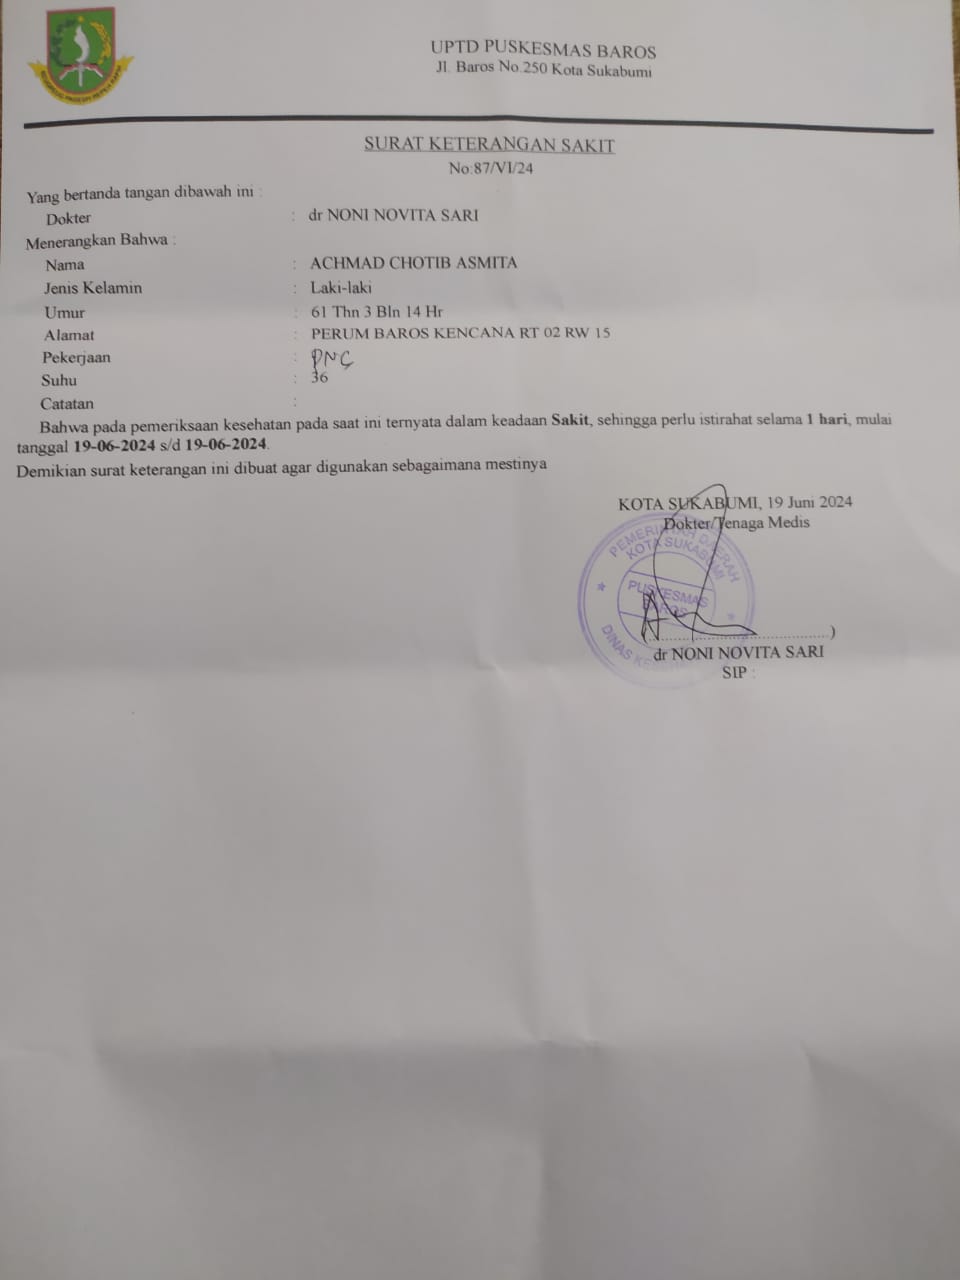 UPTD PUSKESMAS BAROS
Jl. Baros No.250 Kota Sukabumi
SURAT KETERANGAN SAKIT
No:87/VI/24
Yang bertanda tangan dibawah ini :
Dokter : dr NONI NOVITA SARI
Menerangkan Bahwa :
Nama : ACHMAD CHOTIB ASMITA
Jenis Kelamin : Laki-laki
Umur : 61 Thn 3 Bln 14 Hr
Alamat : PERUM BAROS KENCANA RT 02 RW 15
Pekerjaan :
Suhu : 36
Catatan :
Bahwa pada pemeriksaan kesehatan pada saat ini ternyata dalam keadaan Sakit, sehingga perlu istirahat selama 1 hari, mulai
tanggal 19-06-2024 s/d 19-06-2024.
Demikian surat keterangan ini dibuat agar digunakan sebagaimana mestinya
KOTA SUKABUMI, 19 Juni 2024
Dokter/Tenaga Medis
PEMERINTAH DAERAH
KOTA SUKABUMI
PUSKESMAS
BAROS
DINAS
(..........................................)
dr NONI NOVITA SARI
SIP :